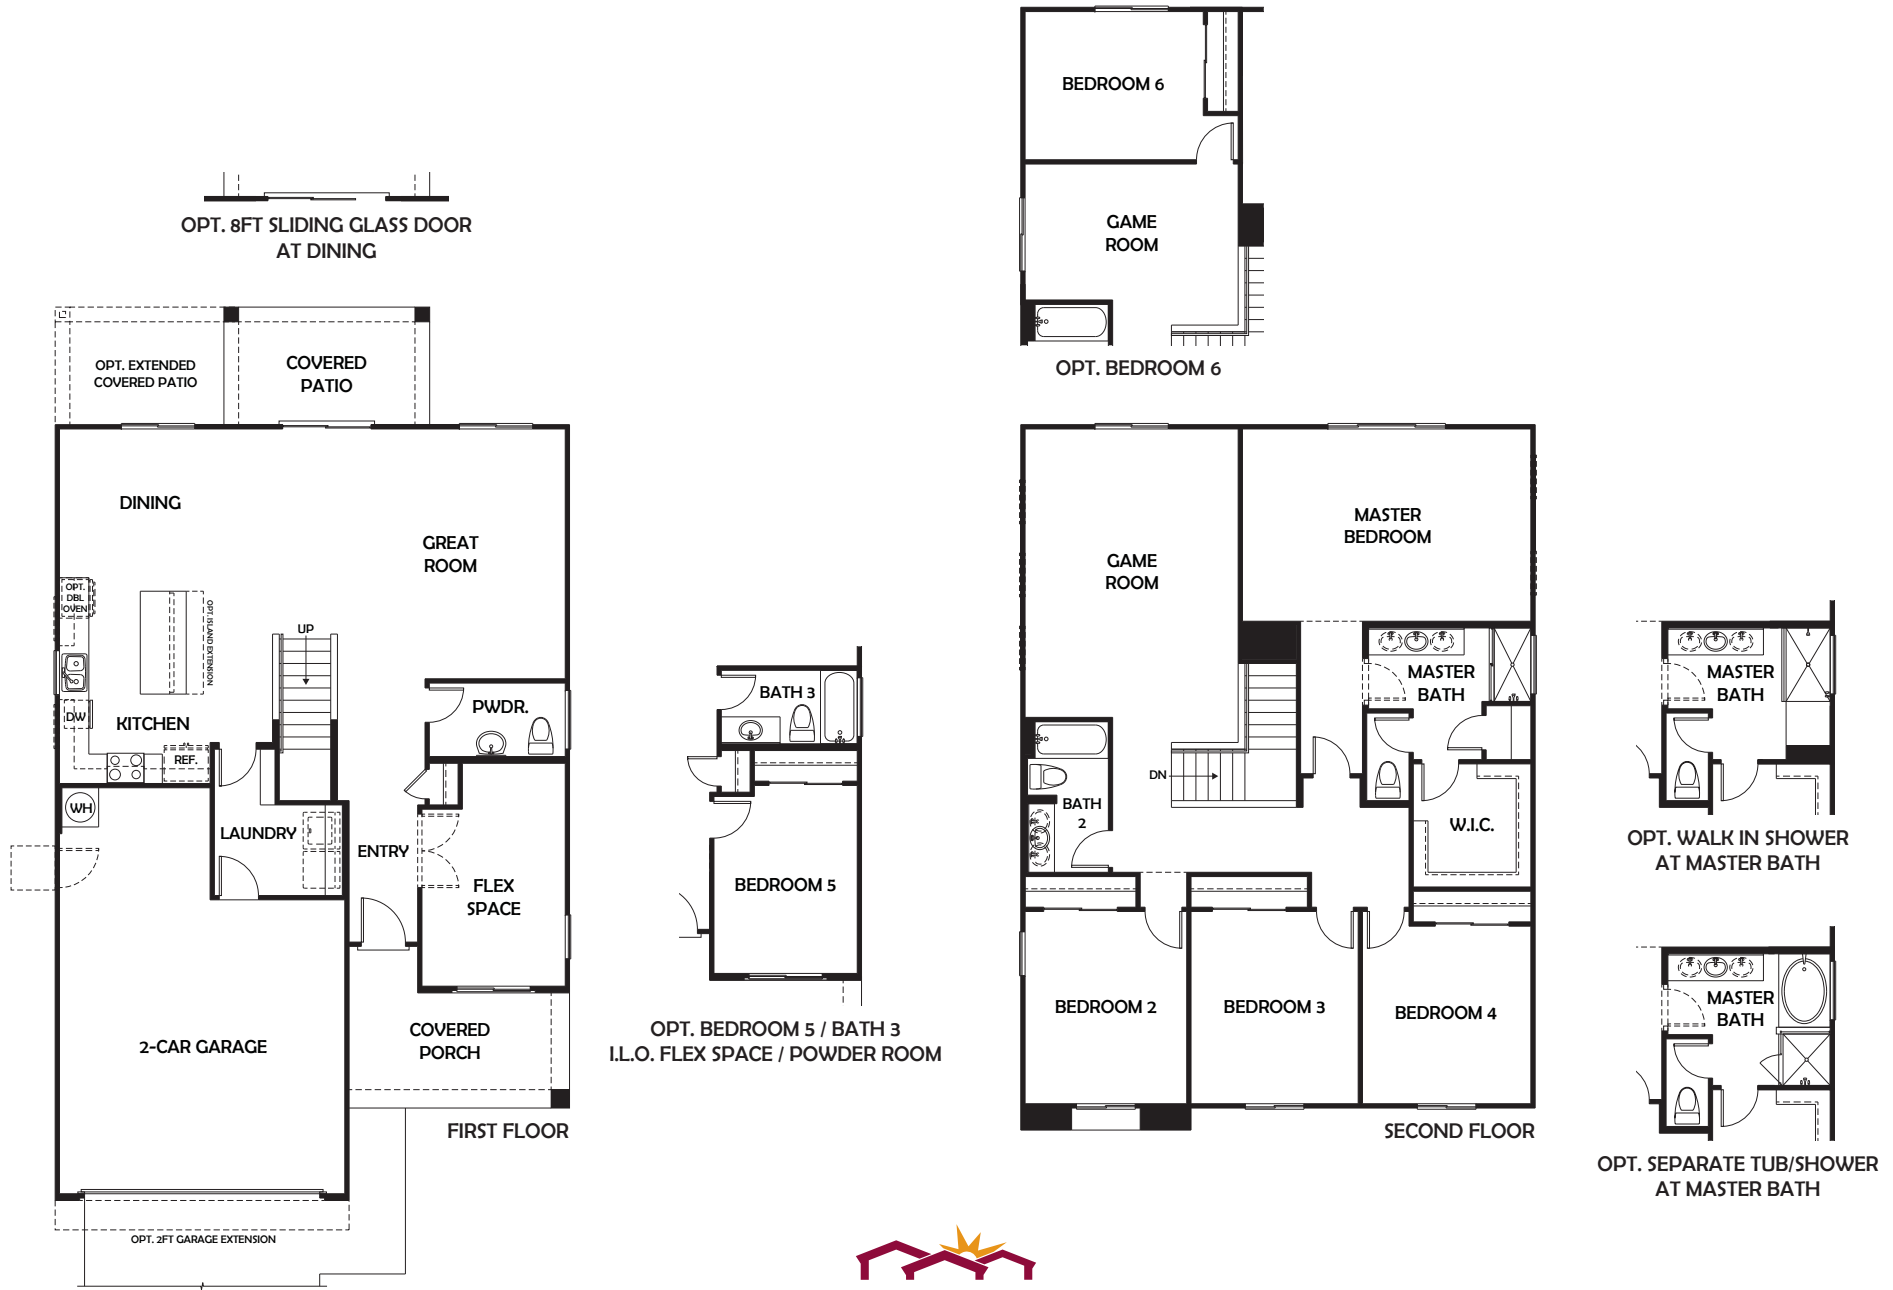 BEDROOM 6
GAME
ROOM
OPT. BEDROOM 6
OPT. 8FT SLIDING GLASS DOOR
AT DINING
OPT. EXTENDED
COVERED PATIO
COVERED
PATIO
DINING
GREAT
ROOM
OPT.
DBL
OVEN
OPT. ISLAND EXTENSION
UP
DW
KITCHEN
REF.
PWDR.
WH
LAUNDRY
ENTRY
FLEX
SPACE
2-CAR GARAGE
COVERED
PORCH
FIRST FLOOR
OPT. 2FT GARAGE EXTENSION
BATH 3
BEDROOM 5
OPT. BEDROOM 5 / BATH 3
I.L.O. FLEX SPACE / POWDER ROOM
GAME
ROOM
MASTER
BEDROOM
MASTER
BATH
DN
BATH
2
W.I.C.
BEDROOM 2
BEDROOM 3
BEDROOM 4
SECOND FLOOR
MASTER
BATH
OPT. WALK IN SHOWER
AT MASTER BATH
MASTER
BATH
OPT. SEPARATE TUB/SHOWER
AT MASTER BATH